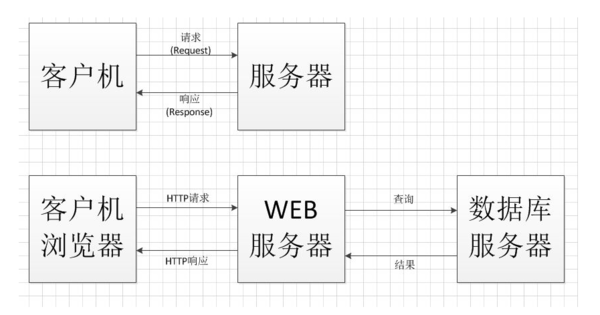 客户机
请求
(Request)
响应
(Response)
服务器
客户机
浏览器
HTTP请求
HTTP响应
WEB
服务器
查询
结果
数据库
服务器